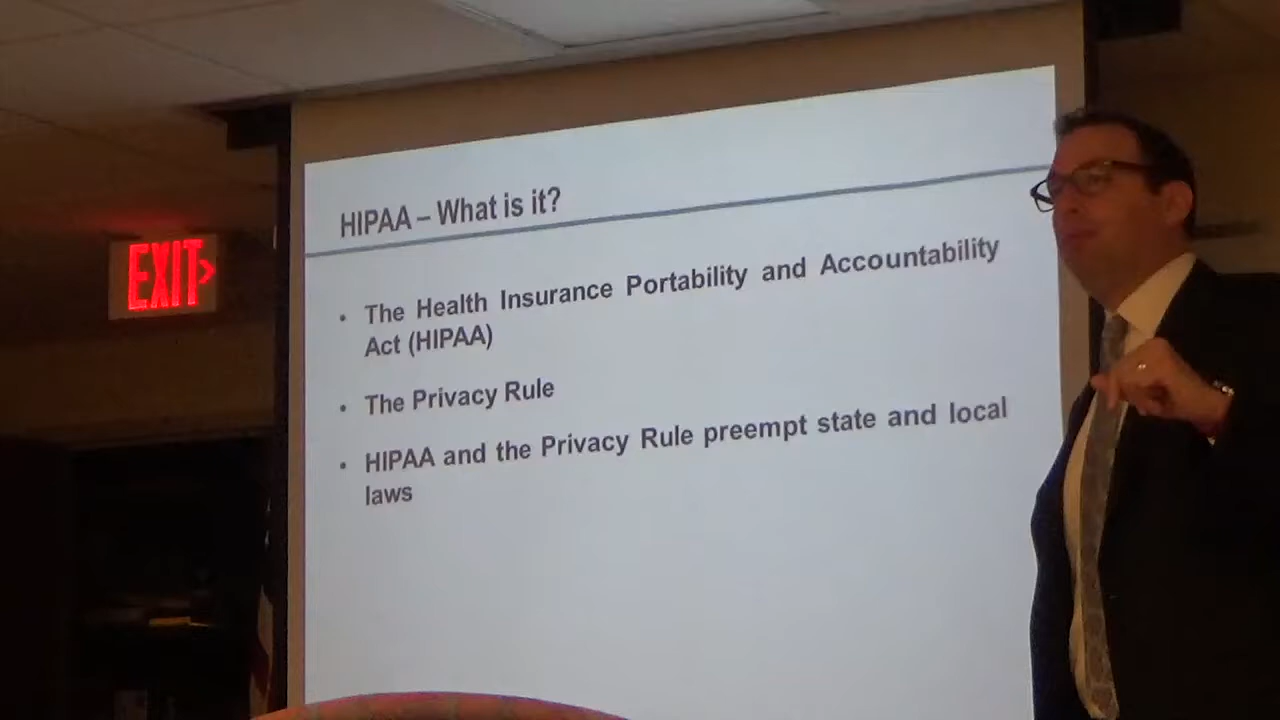 HIPAA – What is it?
EXIT
• The Health Insurance Portability and Accountability
Act (HIPAA)
• The Privacy Rule
• HIPAA and the Privacy Rule preempt state and local
laws